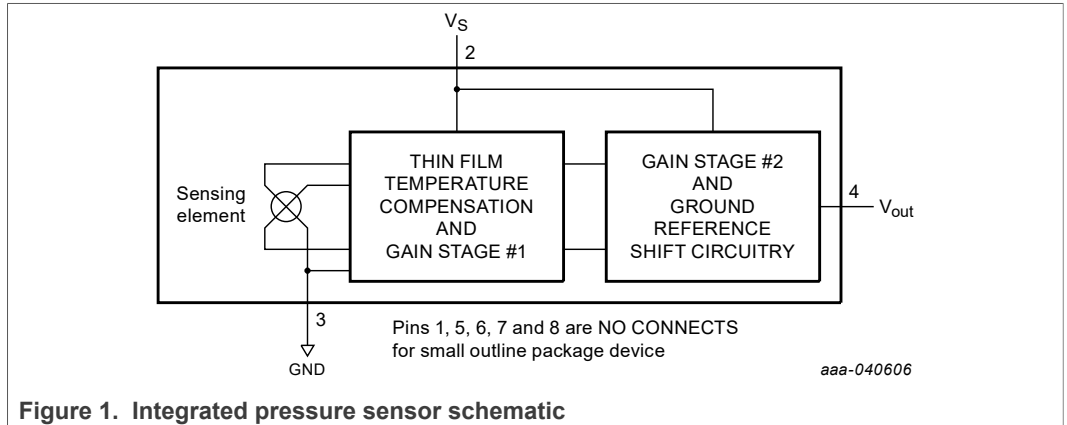 VS
2
Sensing
element
THIN FILM
TEMPERATURE
COMPENSATION
AND
GAIN STAGE #1
GAIN STAGE #2
AND
GROUND
REFERENCE
SHIFT CIRCUITRY
4
Vout
3
GND
Pins 1, 5, 6, 7 and 8 are NO CONNECTS
for small outline package device
aaa-040606
Figure 1. Integrated pressure sensor schematic